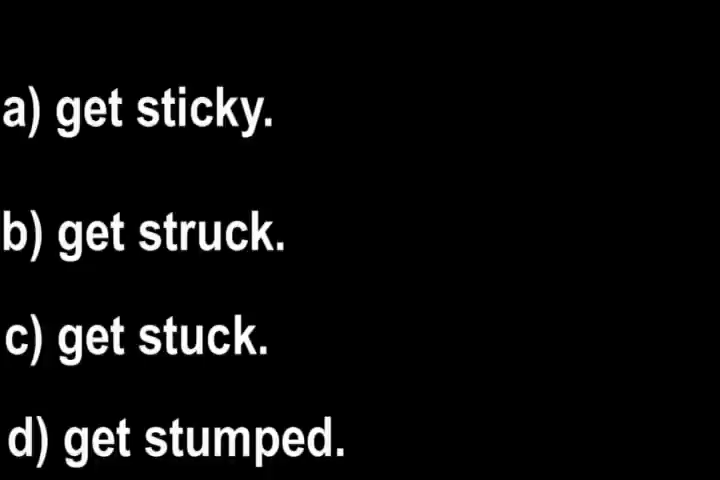 a) get sticky.
b) get struck.
c) get stuck.
d) get stumped.